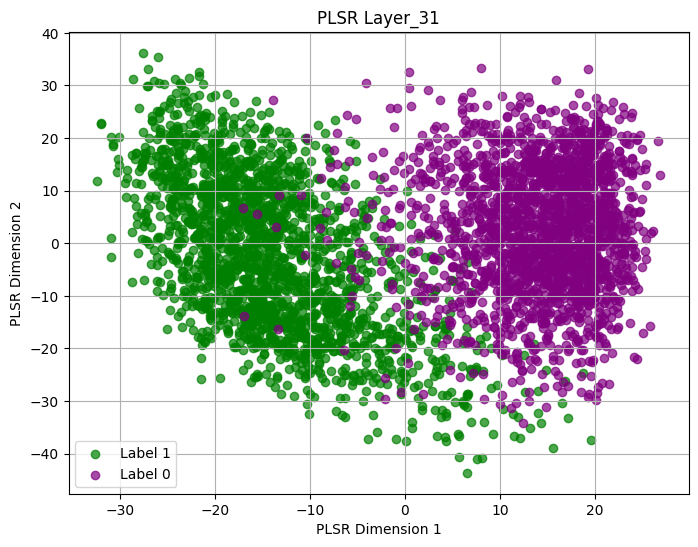 PLSR Layer_31
PLSR Dimension 2
40
30
20
10
0
−10
−20
−30
−40
Label 1
Label 0
−30 −20 −10 0 10 20
PLSR Dimension 1